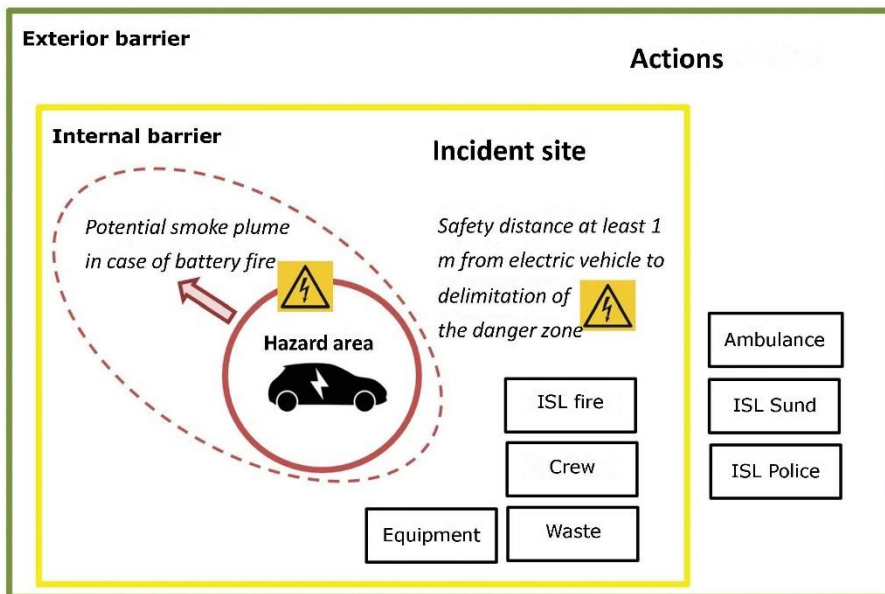 Exterior barrier
Actions
Internal barrier
Incident site
Potential smoke plume
in case of battery fire
Safety distance at least 1
m from electric vehicle to
delimitation of
the danger zone
Hazard area
Ambulance
ISL fire
ISL Sund
Crew
ISL Police
Equipment
Waste